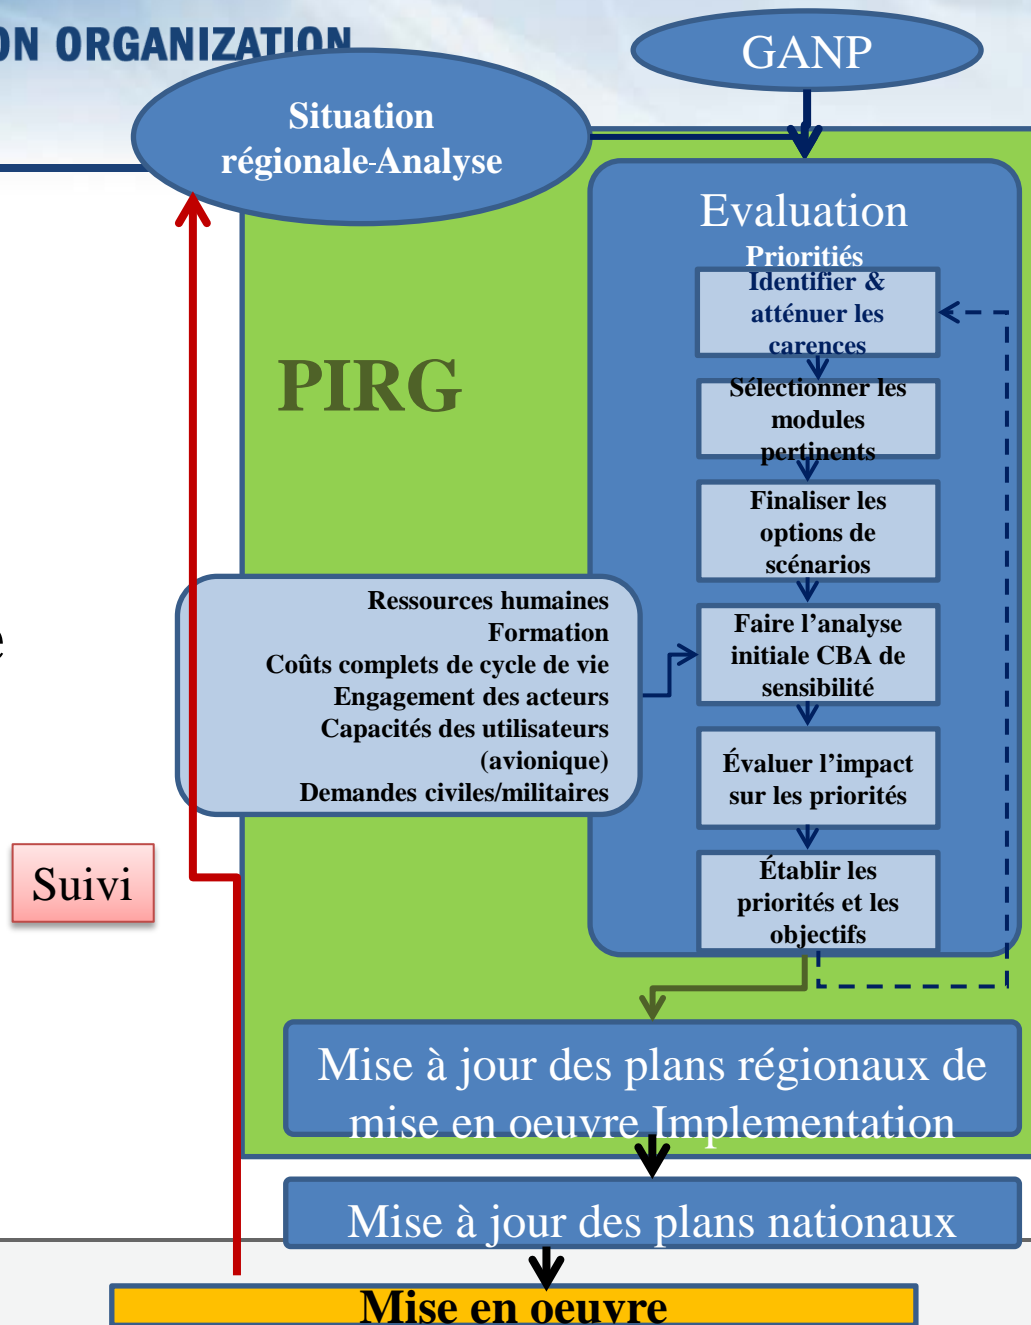 ON ORGANIZATION
GANP
Situation
régionale-Analyse
Evaluation
Prioritiés
Identifier &
atténuer les
carences
Sélectionner les
modules
pertinents
Finaliser les
options de
scénarios
PIRG
Ressources humaines
Formation
Coûts complets de cycle de vie
Engagement des acteurs
Capacités des utilisateurs
(avionique)
Demandes civiles/militaires
Faire l’analyse
initiale CBA de
sensibilité
e
Évaluer l’impact
sur les priorités
Établir les
priorités et les
objectifs
Suivi
Mise à jour des plans régionaux de
mise en oeuvre Implementation
Mise à jour des plans nationaux
Mise en oeuvre